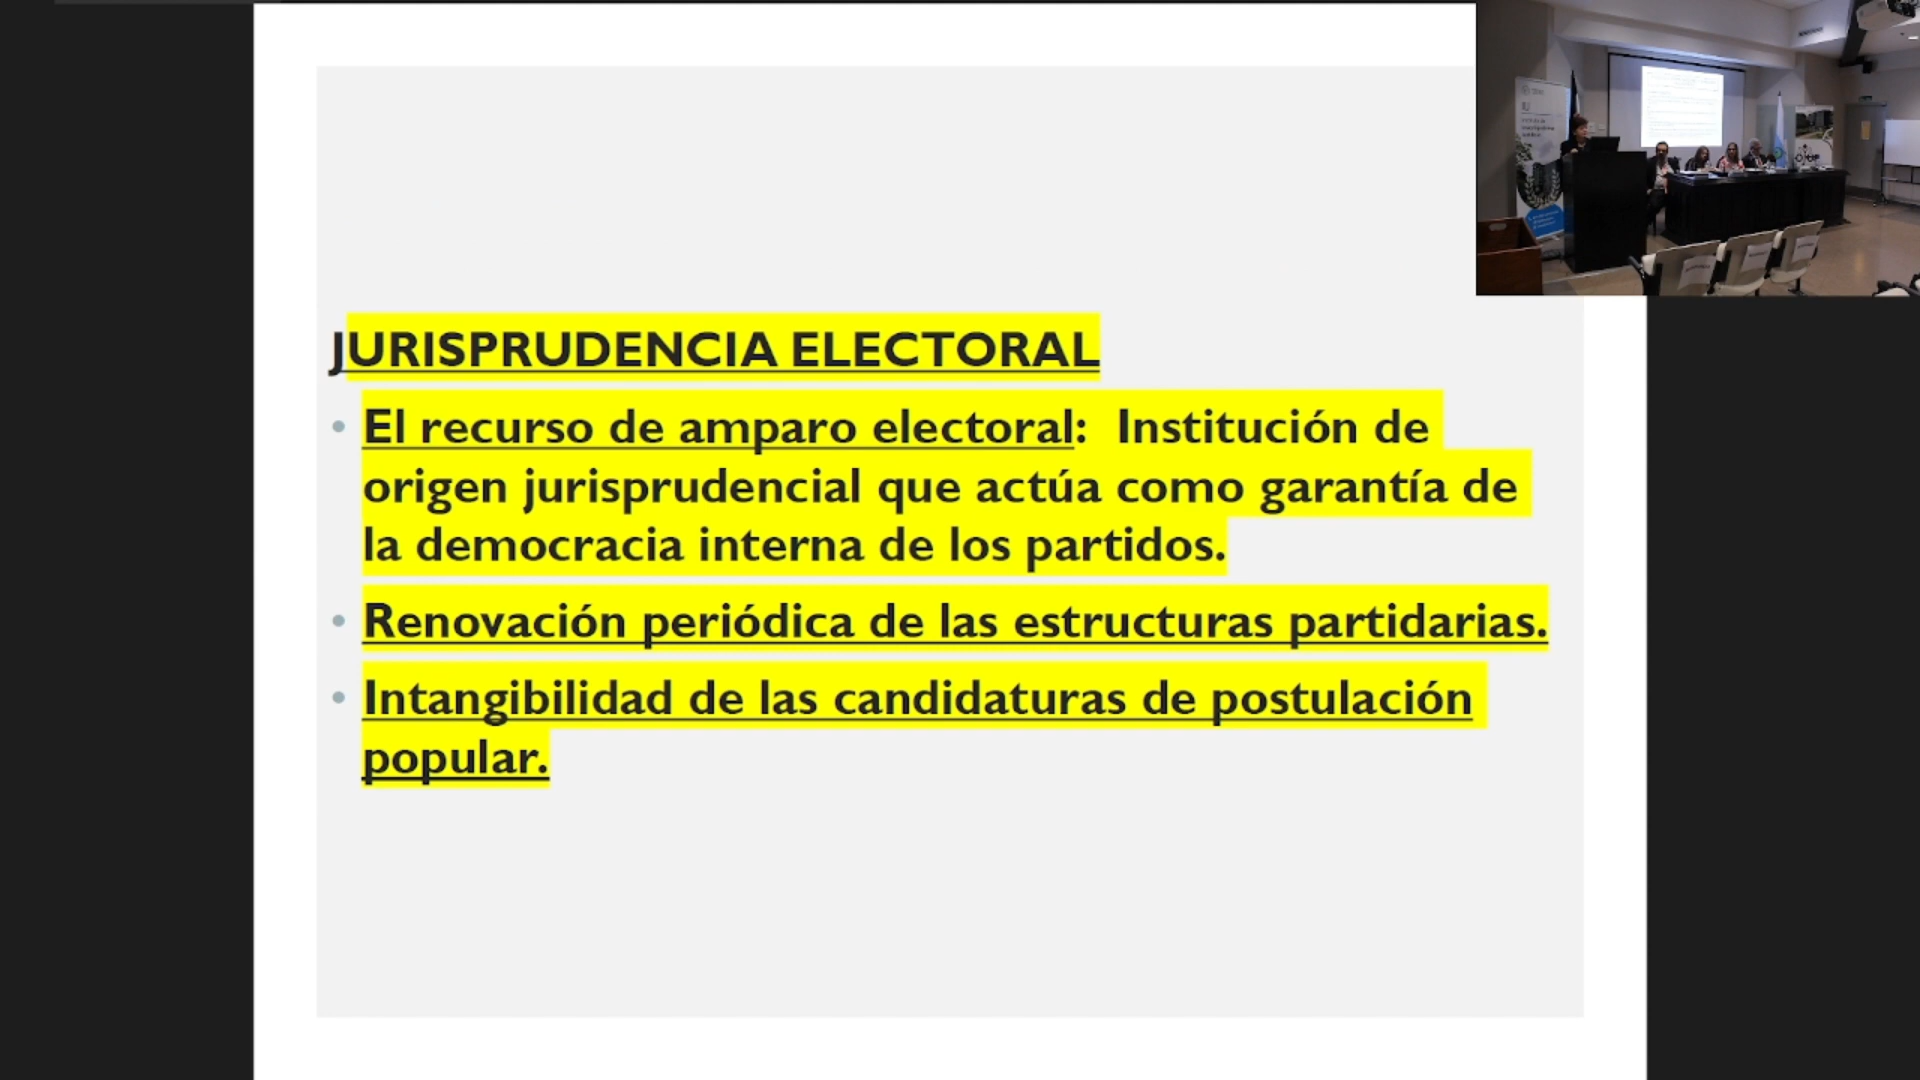 JURISPRUDENCIA ELECTORAL
• El recurso de amparo electoral: Institución de
origen jurisprudencial que actúa como garantía de
la democracia interna de los partidos.
• Renovación periódica de las estructuras partidarias.
• Intangibilidad de las candidaturas de postulación
popular.